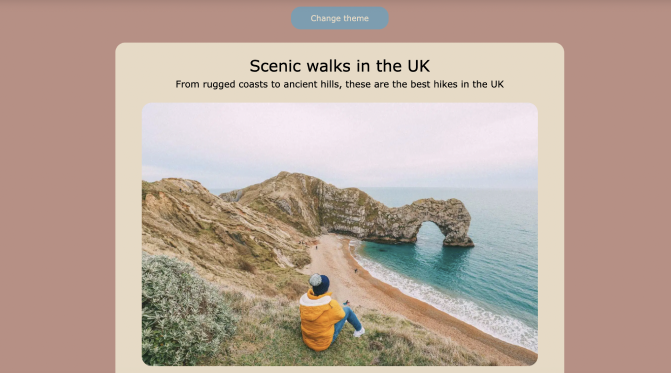 Change theme
Scenic walks in the UK
From rugged coasts to ancient hills, these are the best hikes in the UK